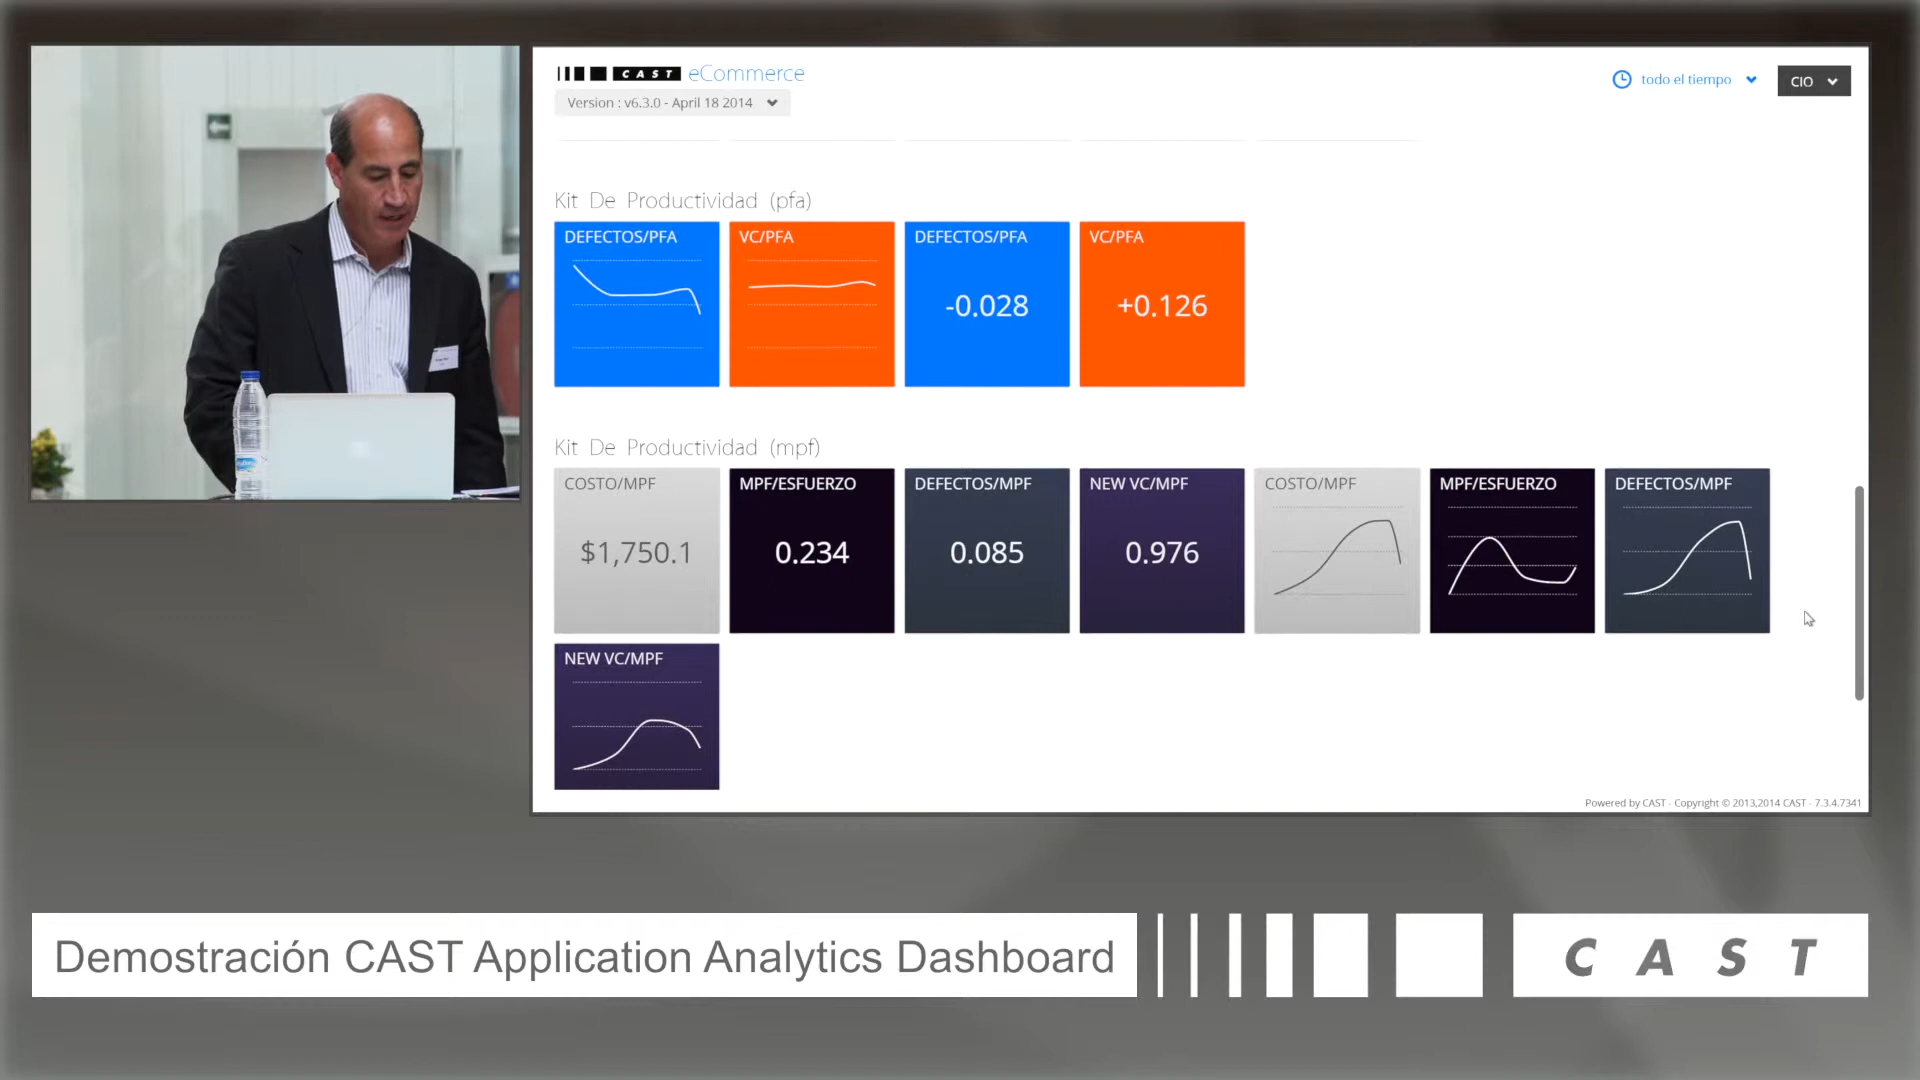 CAST eCommerce
Version : v6.3.0 - April 18 2014
todo el tiempo
CIO
Kit De Productividad (pfa)
DEFECTOS/PFA
VC/PFA
DEFECTOS/PFA
-0.028
VC/PFA
+0.126
Kit De Productividad (mpf)
COSTO/MPF
$1,750.1
MPF/ESFUERZO
0.234
DEFECTOS/MPF
0.085
NEW VC/MPF
0.976
COSTO/MPF
MPF/ESFUERZO
DEFECTOS/MPF
NEW VC/MPF
Powered by CAST - Copyright © 2013,2014 CAST - 7.3.4.7341
Demostración CAST Application Analytics Dashboard
CAST